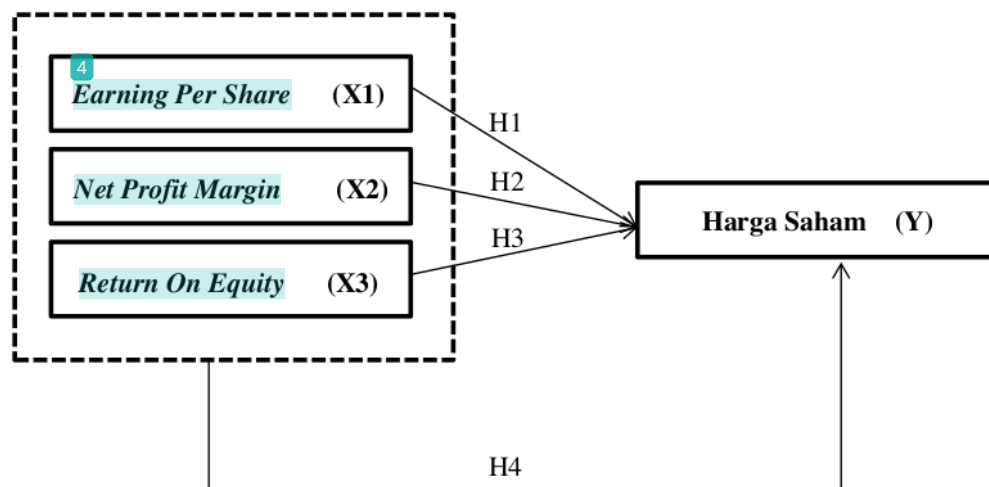 4
Earning Per Share (X1)
H1
Net Profit Margin (X2)
H2
Harga Saham (Y)
H3
Return On Equity (X3)
H4